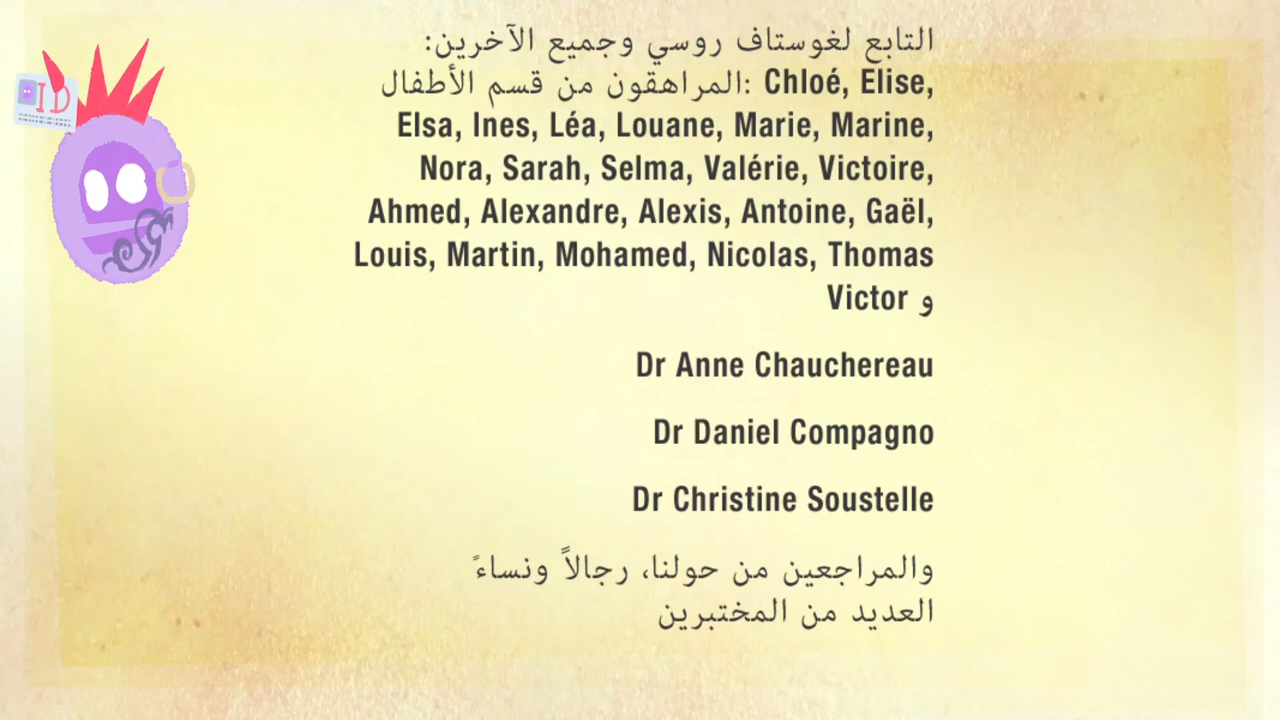 التابع لغوستاف روسي وجميع الآخرين:
المراهقون من قسم الأطفال: Chloé, Elise,
Elsa, Ines, Léa, Louane, Marie, Marine,
Nora, Sarah, Selma, Valérie, Victoire,
Ahmed, Alexandre, Alexis, Antoine, Gaël,
Louis, Martin, Mohamed, Nicolas, Thomas
و Victor
Dr Anne Chauchereau
Dr Daniel Compagno
Dr Christine Soustelle
والمراجعين من حولنا، رجالاً ونساءً
العديد من المختبرين
ID